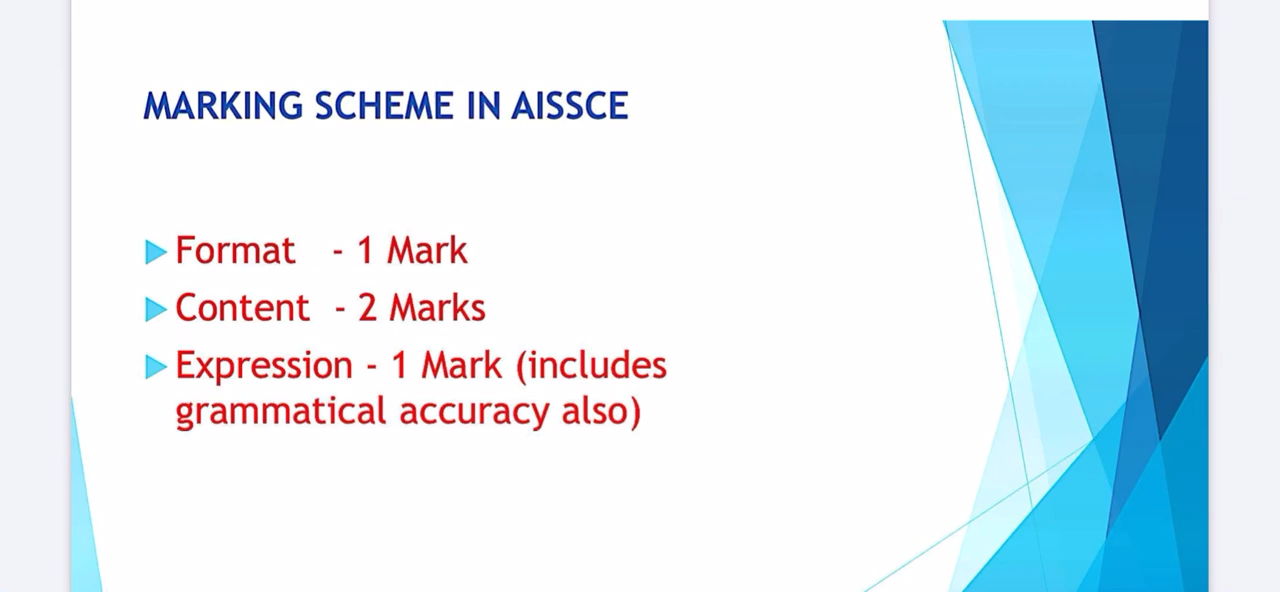 MARKING SCHEME IN AISSCE
Format - 1 Mark
Content - 2 Marks
Expression - 1 Mark (includes
grammatical accuracy also)